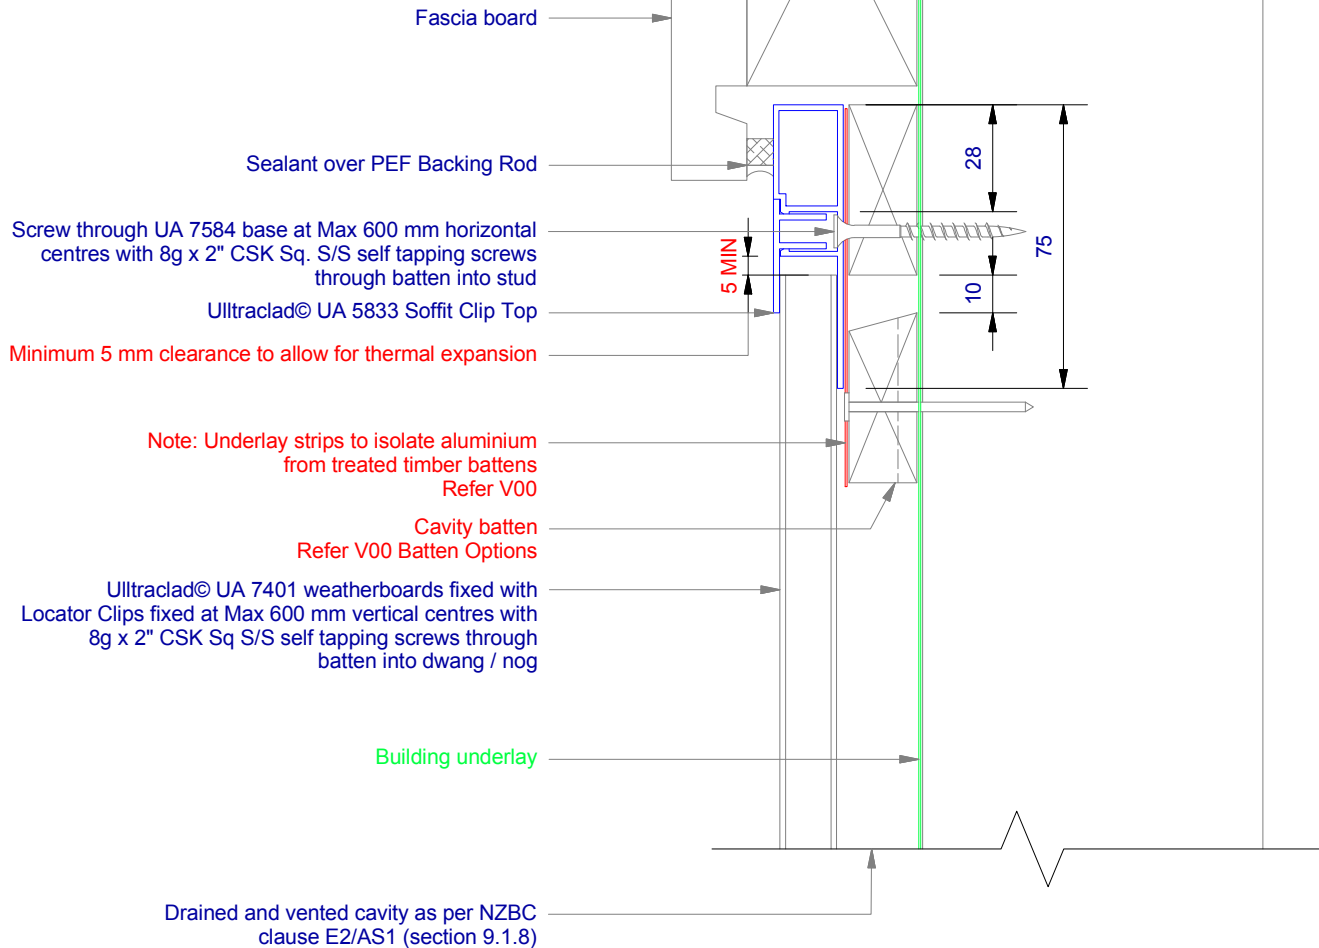 Fascia board
Sealant over PEF Backing Rod
Screw through UA 7584 base at Max 600 mm horizontal
centres with 8g x 2" CSK Sq. S/S self tapping screws
through batten into stud
Ulltraclad© UA 5833 Soffit Clip Top
Minimum 5 mm clearance to allow for thermal expansion
Note: Underlay strips to isolate aluminium
from treated timber battens
Refer V00
Cavity batten
Refer V00 Batten Options
Ulltraclad© UA 7401 weatherboards fixed with
Locator Clips fixed at Max 600 mm vertical centres with
8g x 2" CSK Sq S/S self tapping screws through
batten into dwang / nog
Building underlay
Drained and vented cavity as per NZBC
clause E2/AS1 (section 9.1.8)
5 MIN
28
10
75